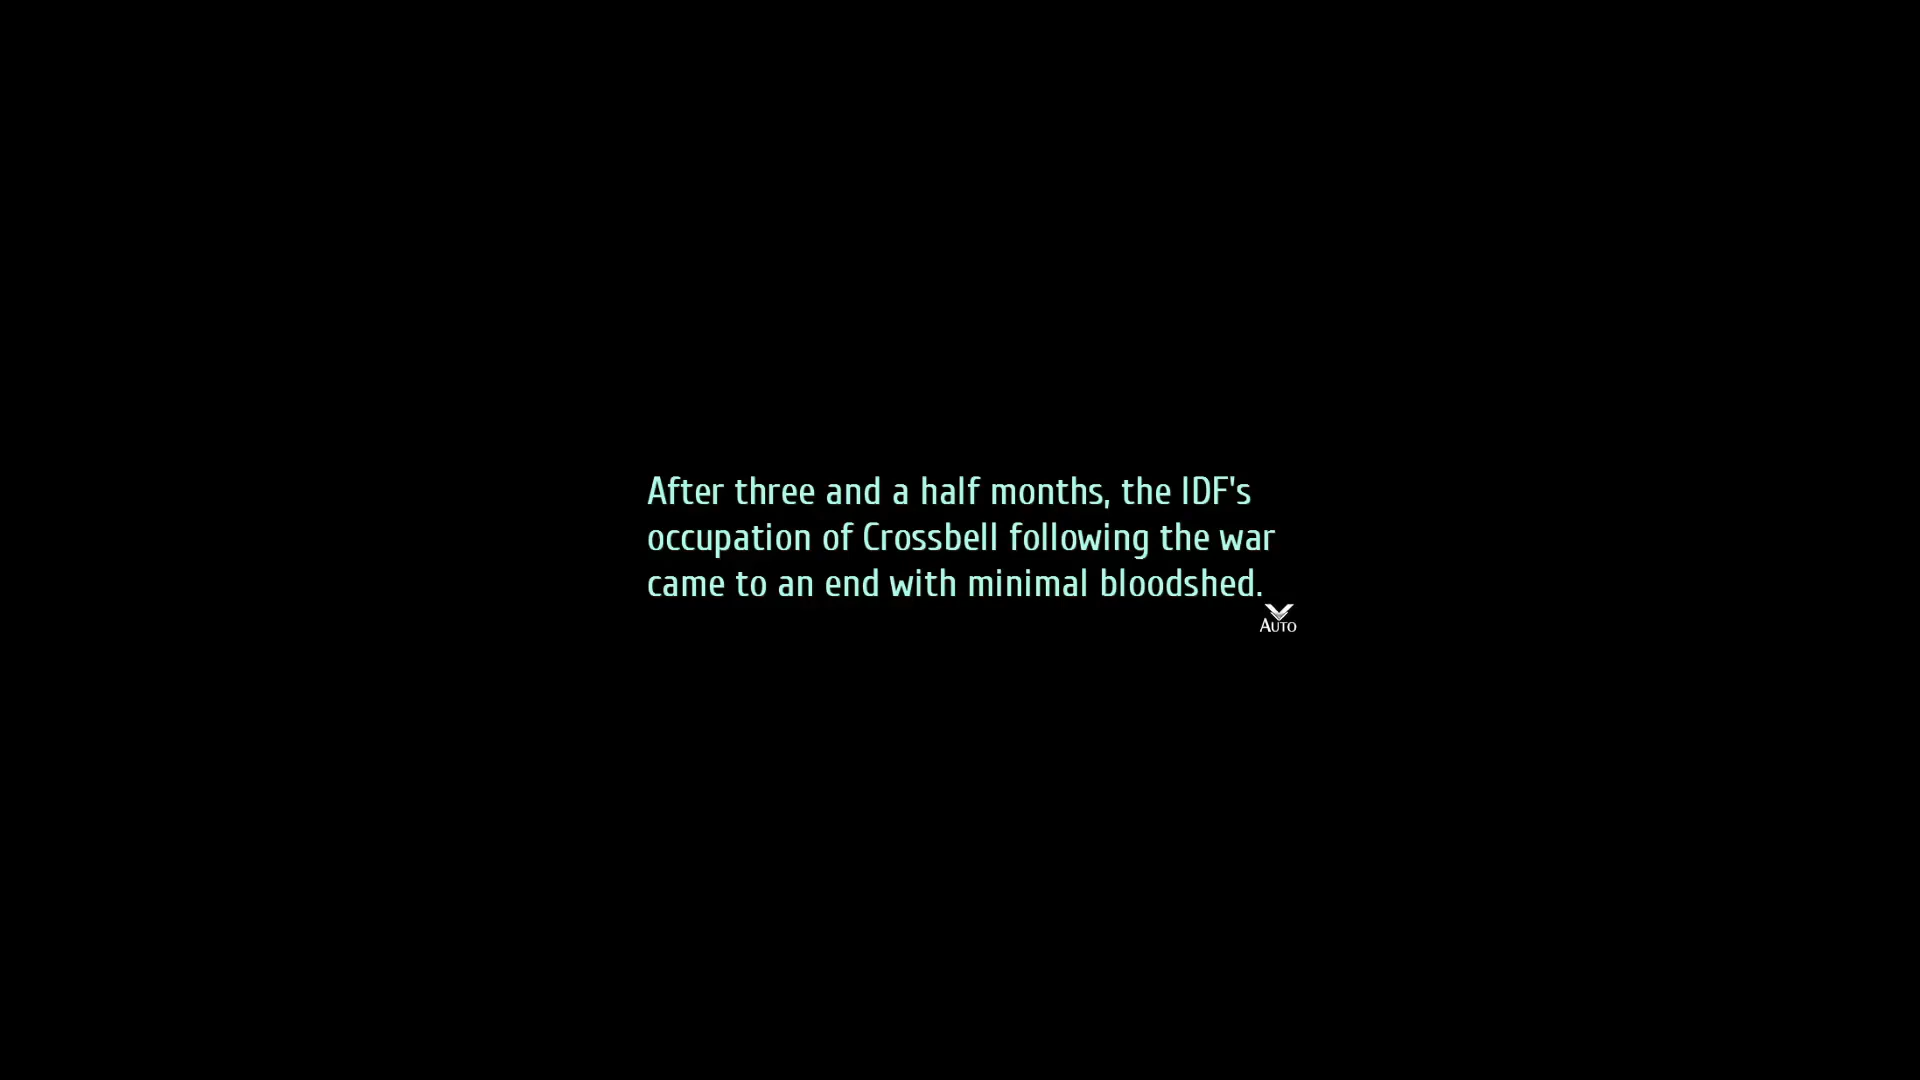 After three and a half months, the IDF's
occupation of Crossbell following the war
came to an end with minimal bloodshed.
AUTO